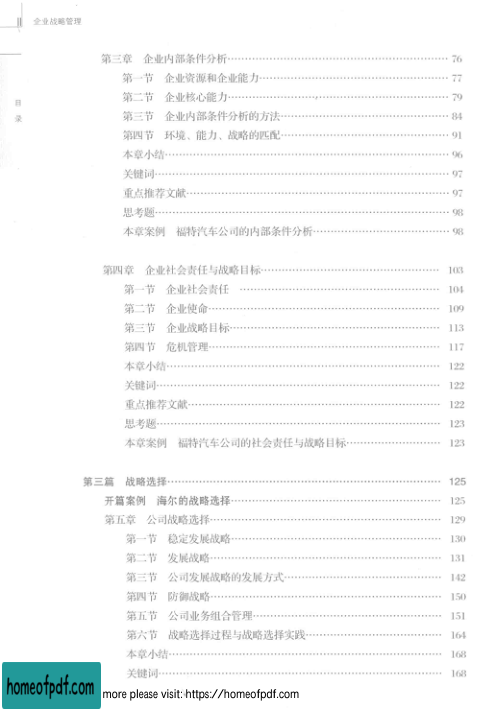 企业战略管理
目
录
第三章 企业内部条件分析…………76
第一节 企业资源和企业能力…………77
第二节 企业核心能力…………79
第三节 企业内部条件分析的方法…………84
第四节 环境、能力、战略的匹配…………91
本章小结…………96
关键词…………97
重点推荐文献…………97
思考题…………98
本章案例 福特汽车公司的内部条件分析…………98
第四章 企业社会责任与战略目标…………103
第一节 企业社会责任 …………104
第二节 企业使命…………109
第三节 企业战略目标…………113
第四节 危机管理…………117
本章小结…………122
关键词…………122
重点推荐文献…………122
思考题…………123
本章案例 福特汽车公司的社会责任与战略目标…………123
第三篇 战略选择…………125
开篇案例 海尔的战略选择…………125
第五章 公司战略选择…………129
第一节 稳定发展战略…………130
第二节 发展战略…………131
第三节 公司发展战略的发展方式…………142
第四节 防御战略…………150
第五节 公司业务组合管理…………151
第六节 战略选择过程与战略选择实践…………164
本章小结…………168
关键词…………168
homeofpdf.com
more please visit: https://homeofpdf.com